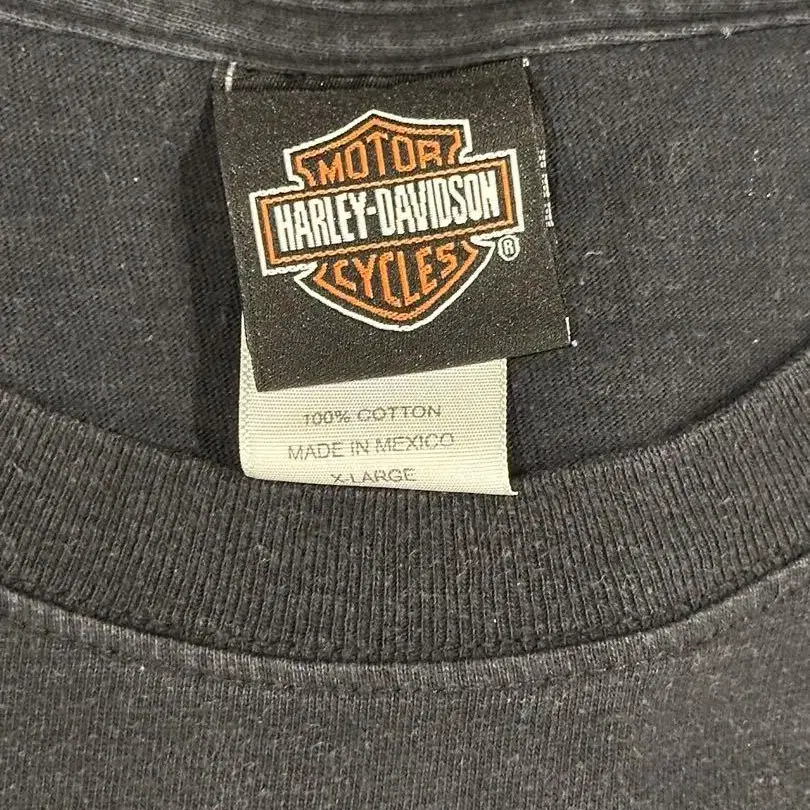 MOTOR
HARLEY-DAVIDSON
CYCLES
®
100% COTTON
MADE IN MEXICO
X-LARGE